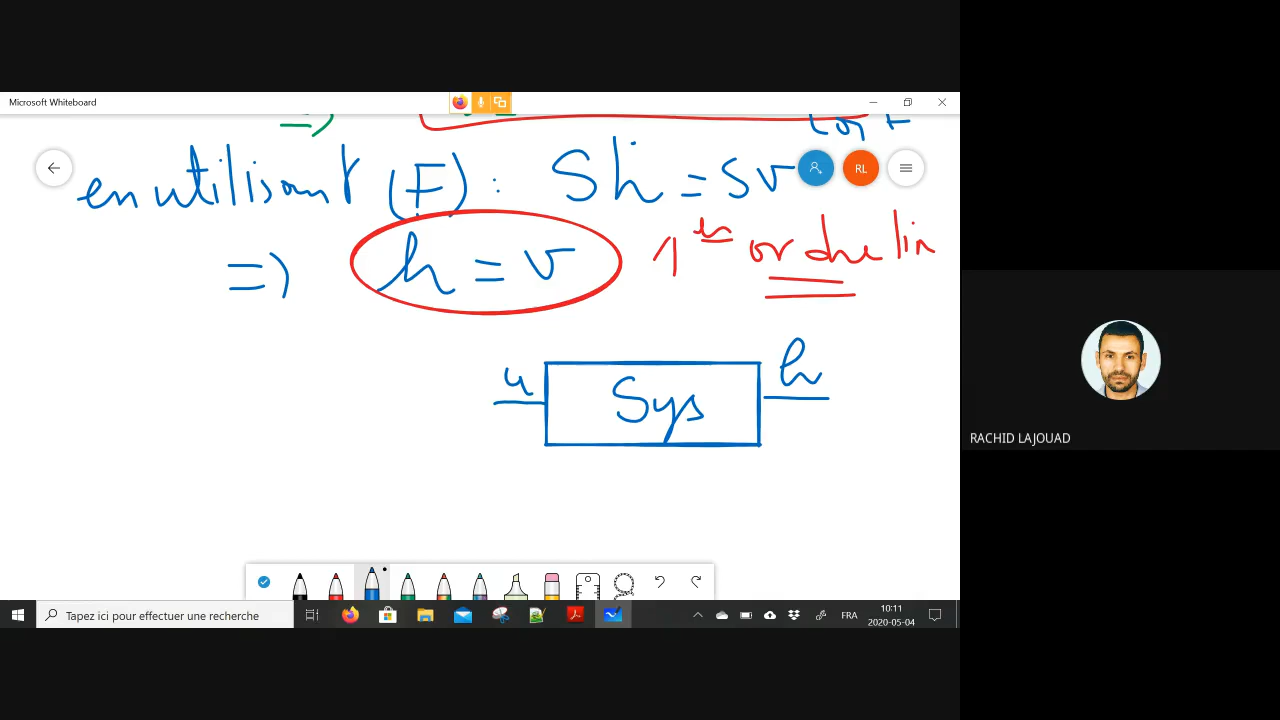 Microsoft Whiteboard
=>
en utilisant (F) : Sh = Sv
RL
=> h = v 1er ordre lin
u Sys h
RACHID LAJOUAD
Tapez ici pour effectuer une recherche
FRA
10:11
2020-05-04